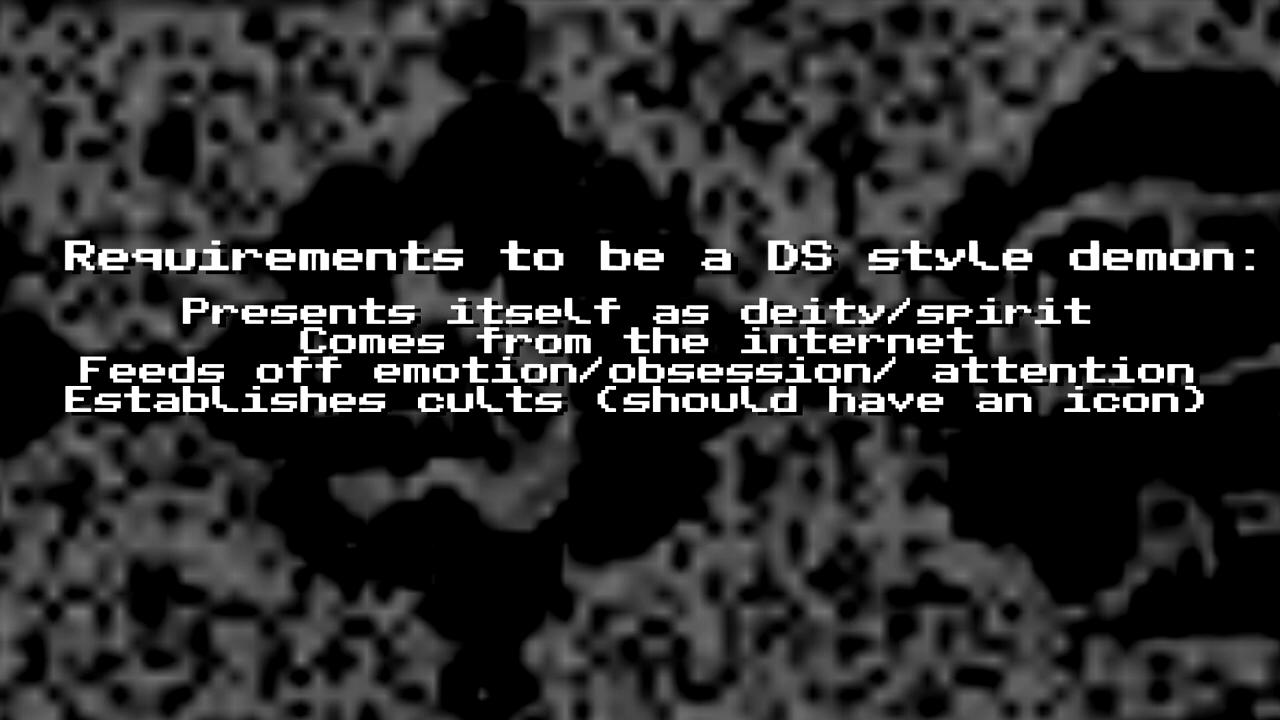 Requirements to be a DS style demon:
Presents itself as deity/spirit
Comes from the internet
Feeds off emotion/obsession/ attention
Establishes cults (should have an icon)